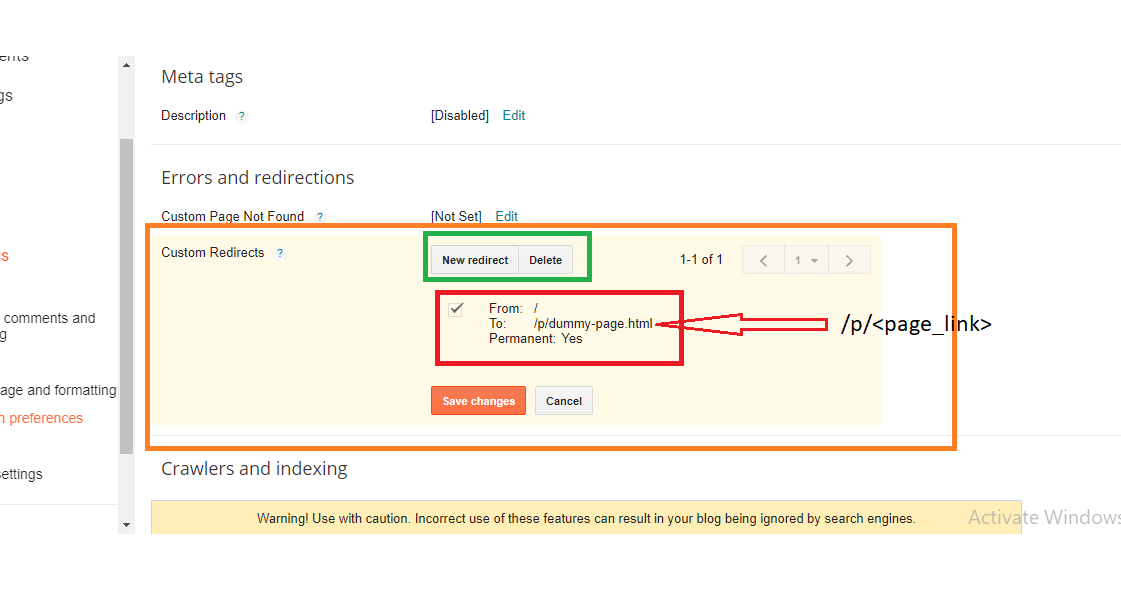 Meta tags
Description ? [Disabled] Edit
gs
Errors and redirections
Custom Page Not Found ? [Not Set] Edit
Custom Redirects ? New redirect Delete 1-1 of 1 1
s
From: /
comments and
To: /p/dummy-page.html /p/<page_link>
g
Permanent: Yes
age and formatting
Save changes Cancel
preferences
Crawlers and indexing
ettings
Warning! Use with caution. Incorrect use of these features can result in your blog being ignored by search engines.
Activate Windows